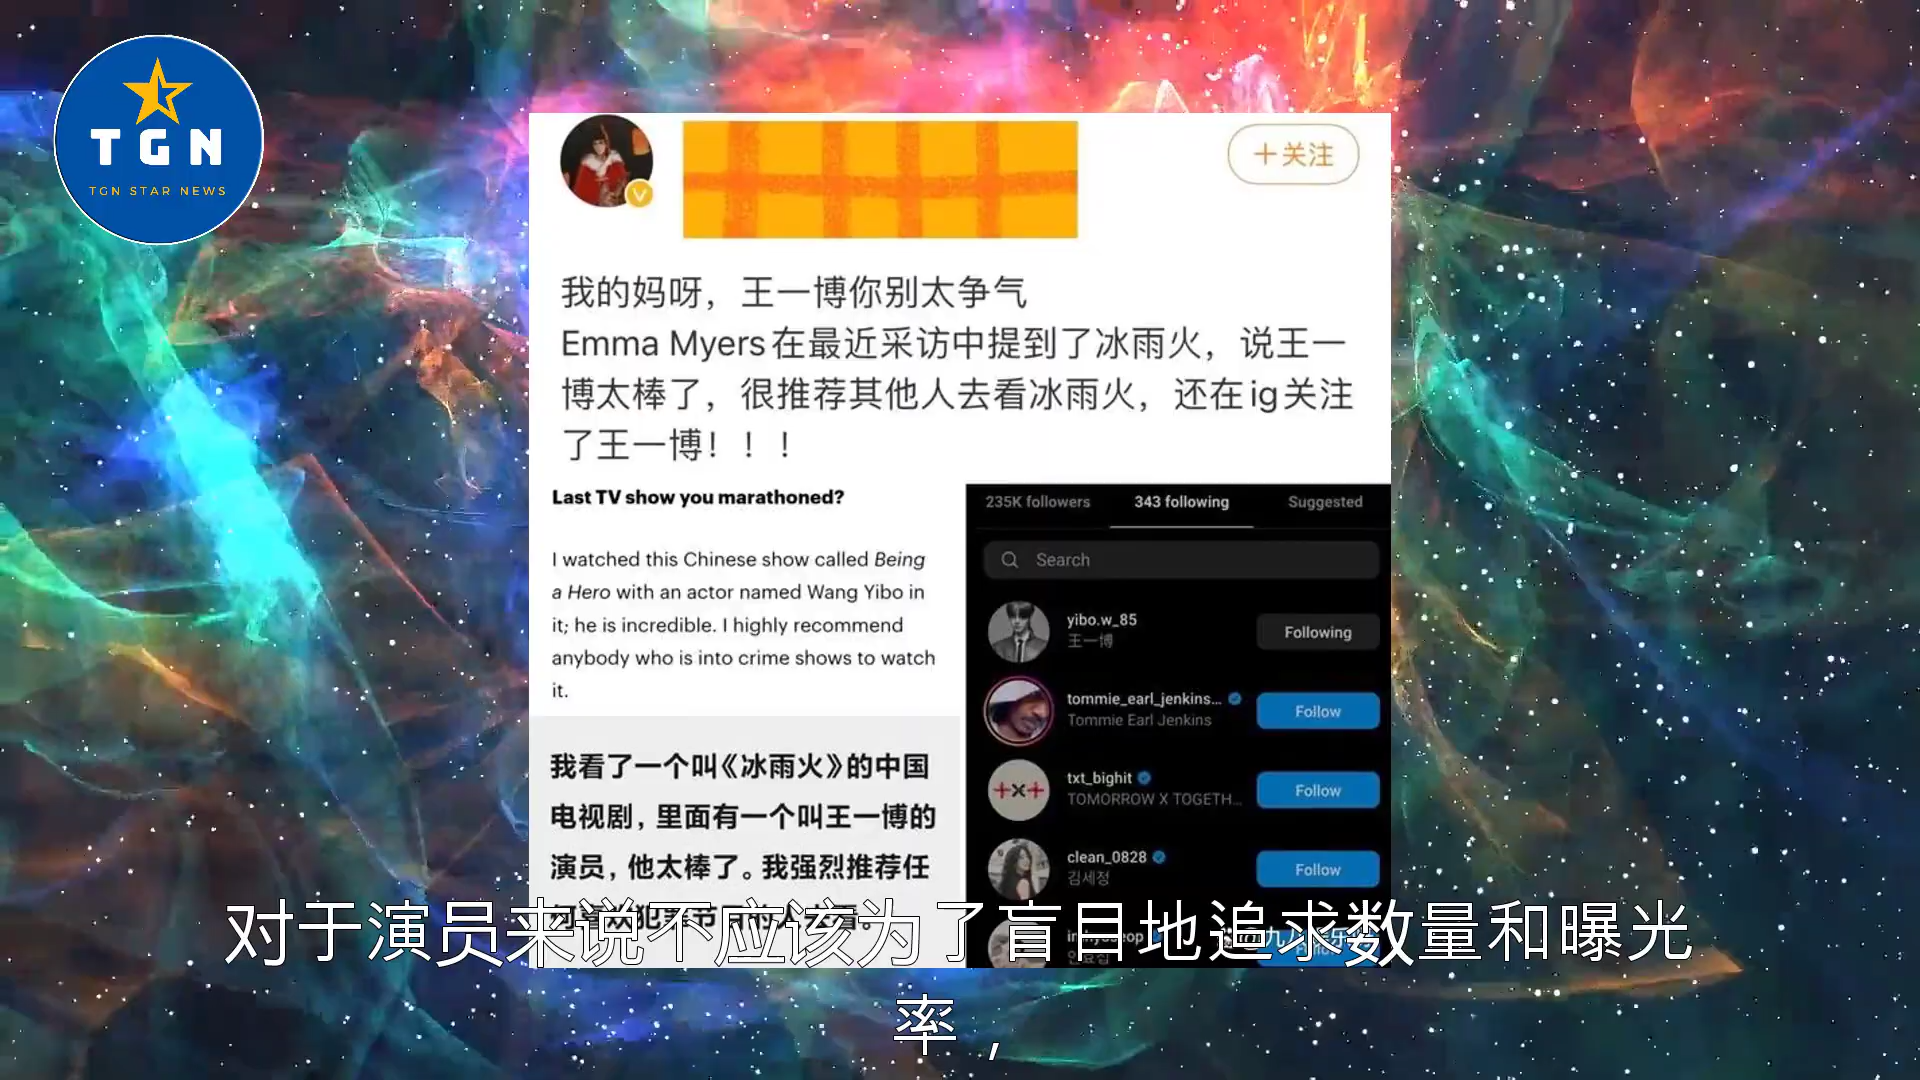 TGN
TGN STAR NEWS
+关注
我的妈呀，王一博你别太争气
Emma Myers在最近采访中提到了冰雨火，说王一
博太棒了，很推荐其他人去看冰雨火，还在ig关注
了王一博！！！
Last TV show you marathoned?
I watched this Chinese show called Being
a Hero with an actor named Wang Yibo in
it; he is incredible. I highly recommend
anybody who is into crime shows to watch
it.
我看了一个叫《冰雨火》的中国
电视剧，里面有一个叫王一博的
演员，他太棒了。我强烈推荐任
235K followers
343 following
Suggested
Search
yibo.w_85
王一博
Following
tommie_earl_jenkins...
Tommie Earl Jenkins
Follow
txt_bighit
TOMORROW X TOGETH...
Follow
clean_0828
김세정
Follow
对于演员来说不应该为了盲目地追求数量和曝光
率，